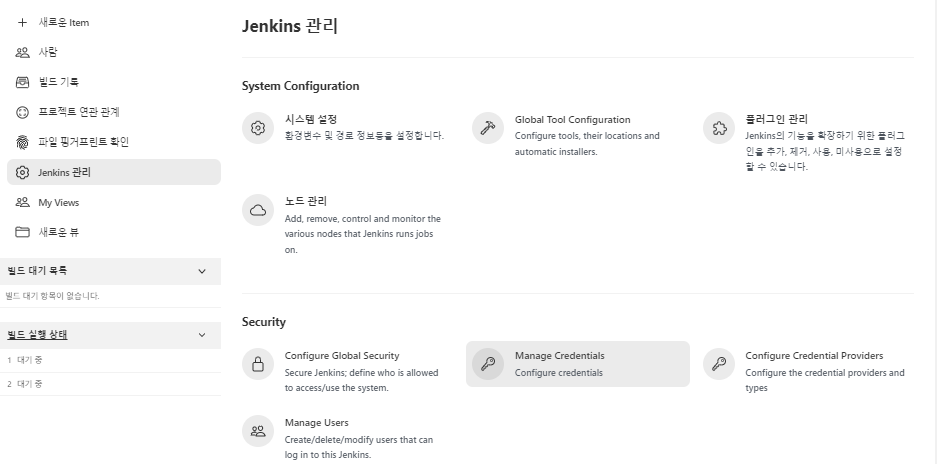 새로운 Item
사람
빌드 기록
프로젝트 연관 관계
파일 핑거프린트 확인
Jenkins 관리
My Views
새로운 뷰
빌드 대기 목록
빌드 대기 항목이 없습니다.
빌드 실행 상태
1 대기 중
2 대기 중
Jenkins 관리
System Configuration
시스템 설정
환경변수 및 경로 정보등을 설정합니다.
Global Tool Configuration
Configure tools, their locations and
automatic installers.
플러그인 관리
Jenkins의 기능을 확장하기 위한 플러그
인을 추가, 제거, 사용, 미사용으로 설정
할 수 있습니다.
노드 관리
Add, remove, control and monitor the
various nodes that Jenkins runs jobs
on.
Security
Configure Global Security
Secure Jenkins; define who is allowed
to access/use the system.
Manage Credentials
Configure credentials
Configure Credential Providers
Configure the credential providers and
types
Manage Users
Create/delete/modify users that can
log in to this Jenkins.